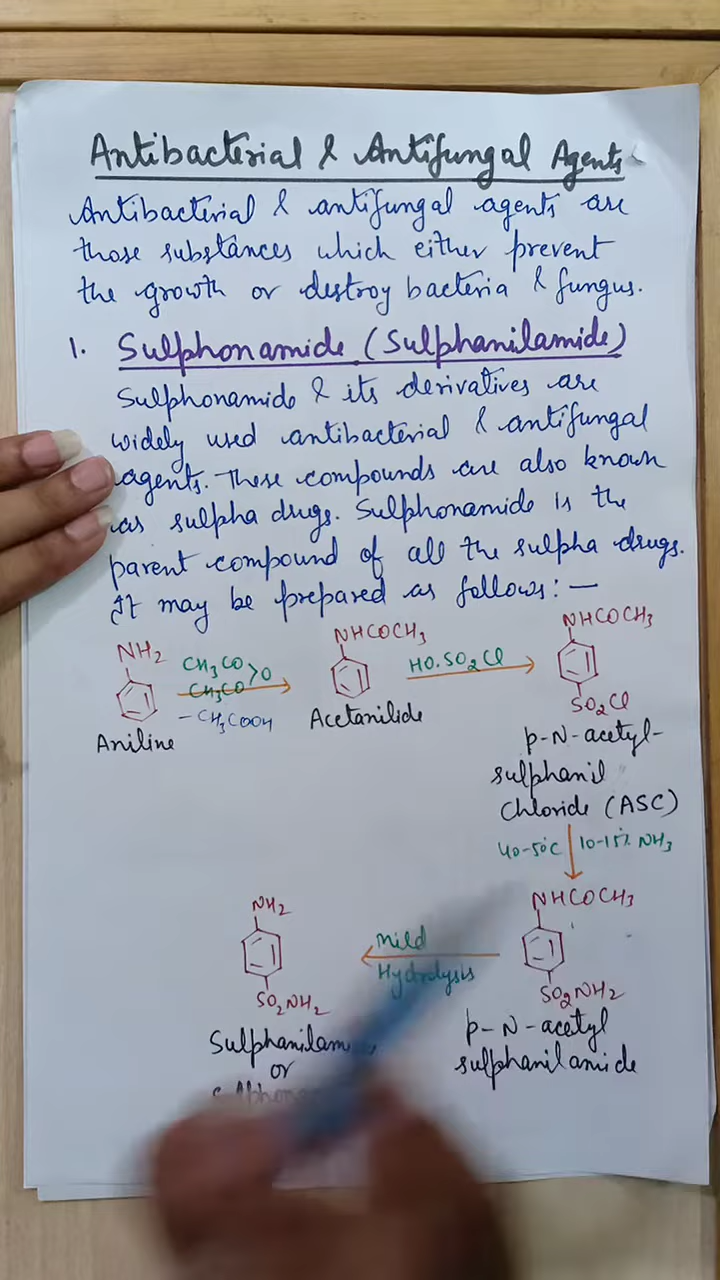 Antibacterial & Antifungal Agents
Antibacterial & antifungal agents are
those substances which either prevent
the growth or destroy bacteria & fungus.
1. Sulphonamide (Sulphanilamide)
Sulphonamide & its derivatives are
widely used antibacterial & antifungal
agents. These compounds are also known
as sulpha drugs. Sulphonamide is the
parent compound of all the sulpha drugs.
It may be prepared as follows: —
NH2
Aniline
CH3CO
CH3CO >O
- CH3COOH
NHCOCH3
Acetanilide
HO.SO2Cl
NHCOCH3
SO2Cl
p-N-acetyl-
sulphanil
Chloride (ASC)
40-50°C 10-15% NH3
NHCOCH3
SO2NH2
p-N-acetyl
sulphanilamide
Mild
Hydrolysis
NH2
SO2NH2
or